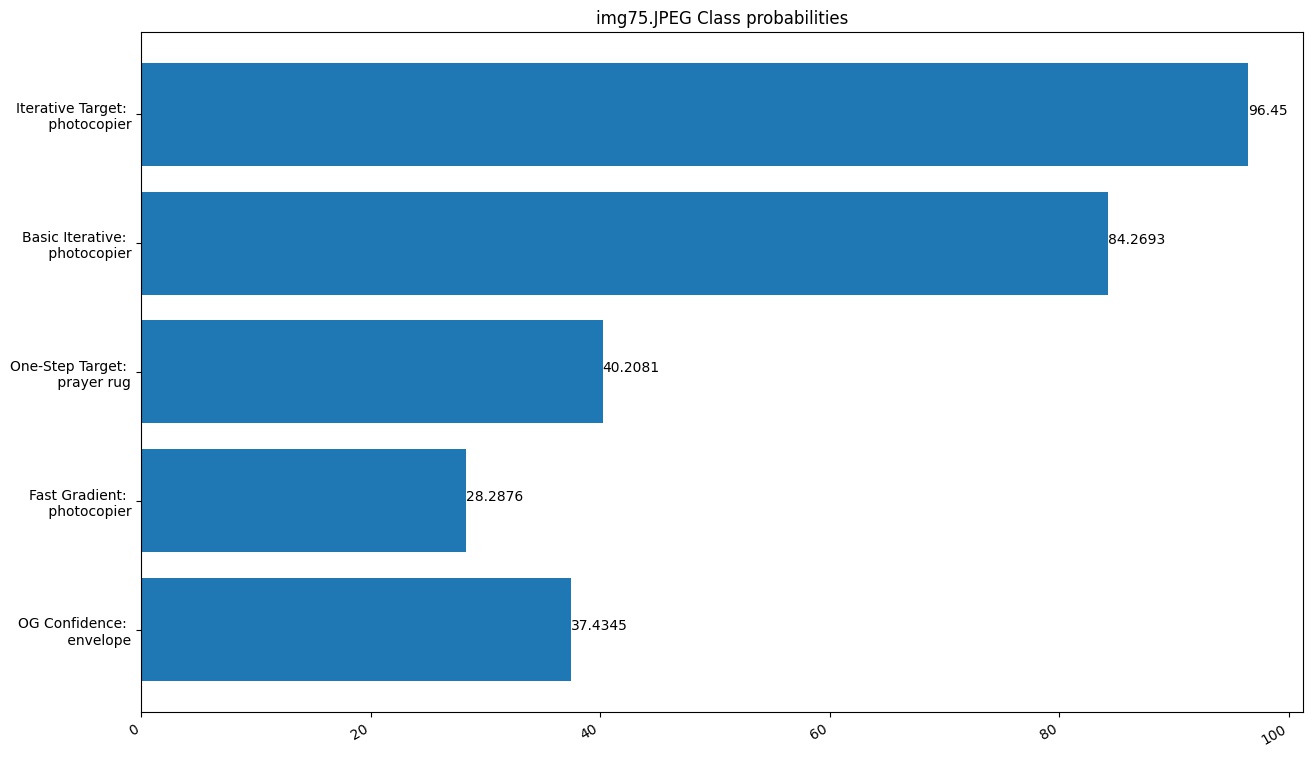 img75.JPEG Class probabilities
Iterative Target:
photocopier
96.45
Basic Iterative:
photocopier
84.2693
One-Step Target:
prayer rug
40.2081
Fast Gradient:
photocopier
28.2876
OG Confidence:
envelope
37.4345
0
20
40
60
80
100